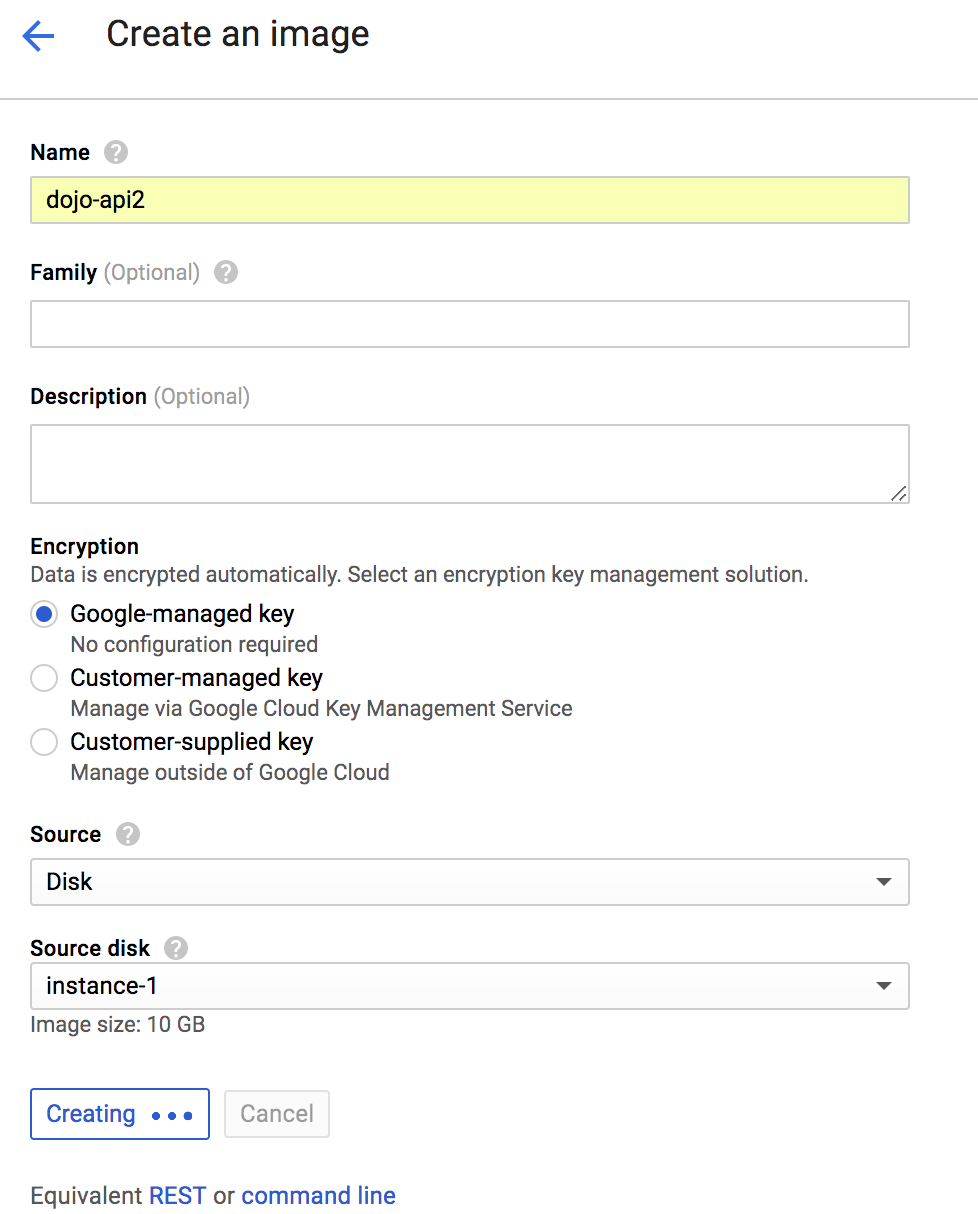 Create an image
Name ?
dojo-api2
Family (Optional) ?
Description (Optional)
Encryption
Data is encrypted automatically. Select an encryption key management solution.
Google-managed key
No configuration required
Customer-managed key
Manage via Google Cloud Key Management Service
Customer-supplied key
Manage outside of Google Cloud
Source ?
Disk
Source disk ?
instance-1
Image size: 10 GB
Creating Cancel
Equivalent REST or command line